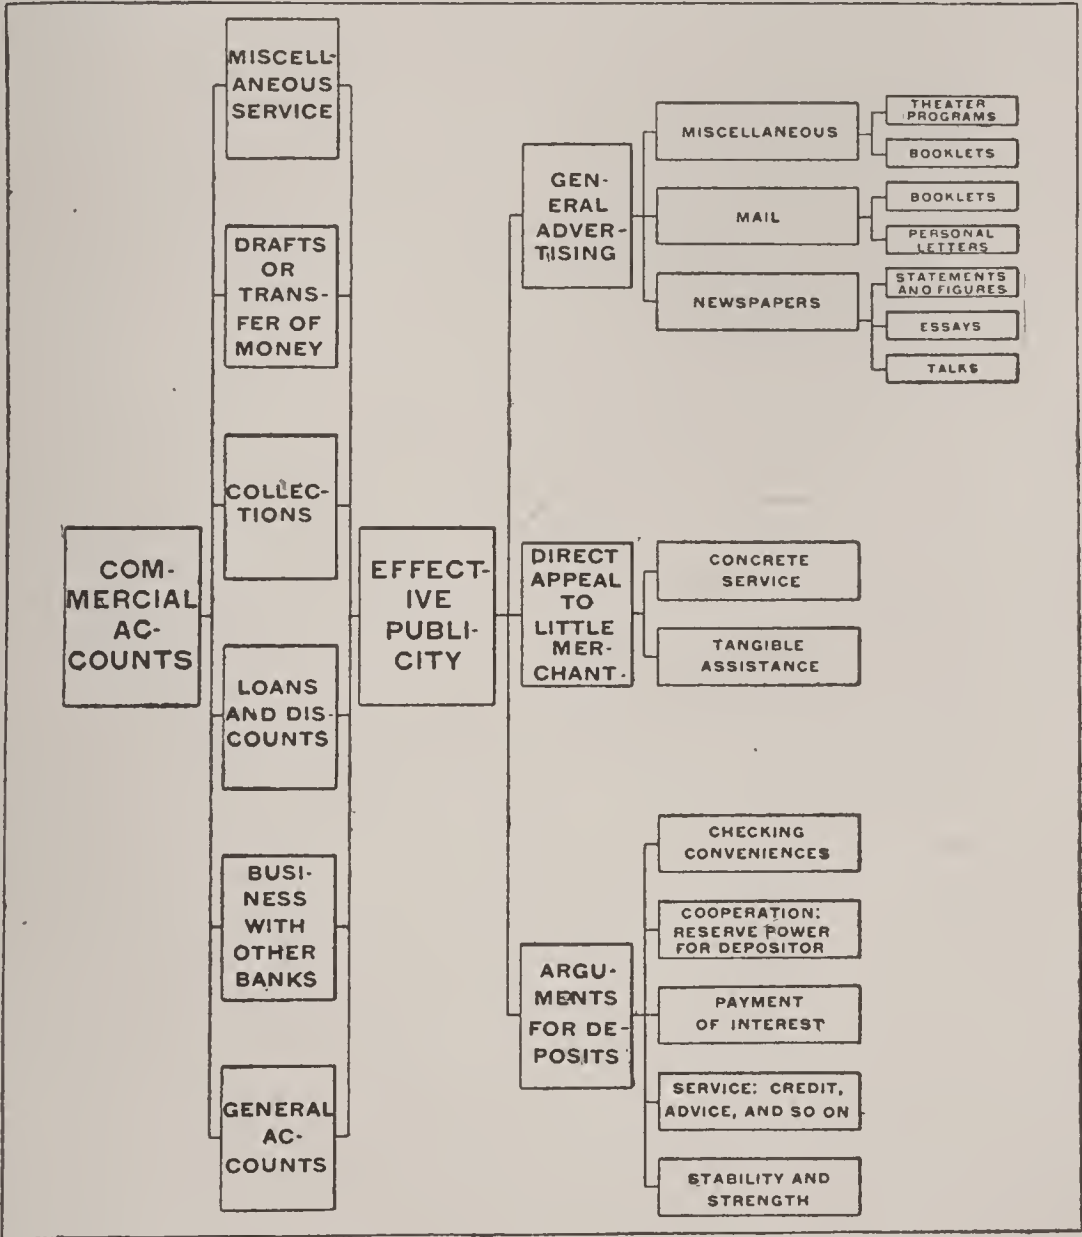 COM-
MERCIAL
AC-
COUNTS
MISCELL-
ANEOUS
SERVICE
DRAFTS
OR
TRANS-
FER OF
MONEY
COLLEC-
TIONS
LOANS
AND DIS-
COUNTS
BUSI-
NESS
WITH
OTHER
BANKS
GENERAL
AC-
COUNTS
EFFECT-
IVE
PUBLI-
CITY
GEN-
ERAL
ADVER-
TISING
MISCELLANEOUS
THEATER
PROGRAMS
BOOKLETS
MAIL
BOOKLETS
PERSONAL
LETTERS
NEWSPAPERS
STATEMENTS
AND FIGURES
ESSAYS
TALKS
DIRECT
APPEAL
TO
LITTLE
MER-
CHANT
CONCRETE
SERVICE
TANGIBLE
ASSISTANCE
ARGU-
MENTS
FOR DE-
POSITS
CHECKING
CONVENIENCES
COOPERATION:
RESERVE POWER
FOR DEPOSITOR
PAYMENT
OF INTEREST
SERVICE: CREDIT,
ADVICE, AND SO ON
STABILITY AND
STRENGTH